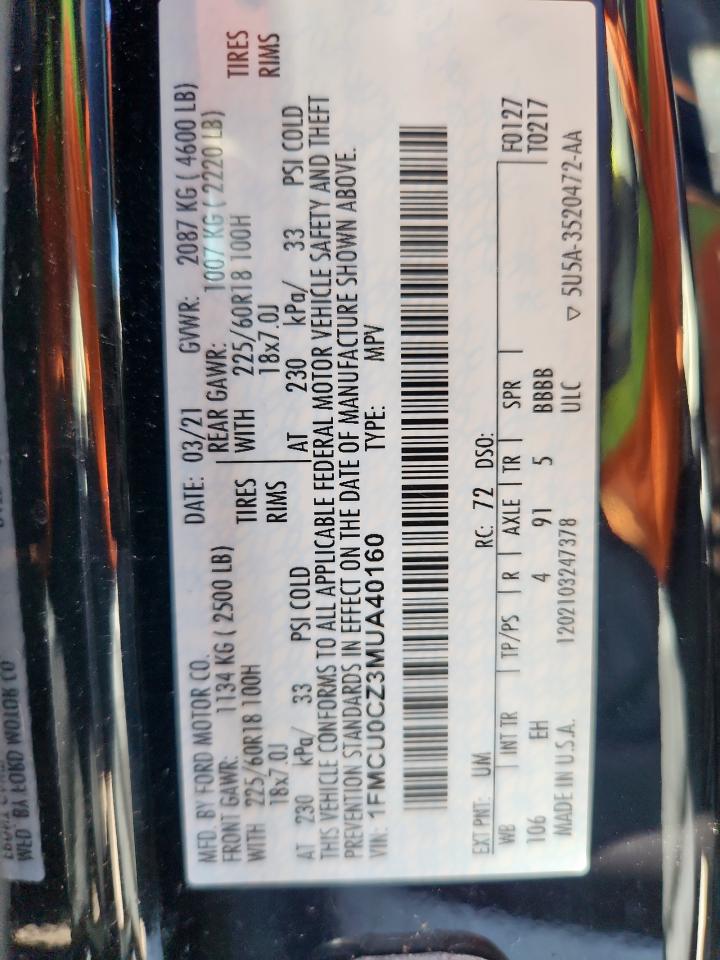 MFD. BY FORD MOTOR CO. DATE: 03/21 GVWR: 2087 KG ( 4600 LB)
FRONT GAWR: 1134 KG ( 2500 LB) REAR GAWR: 1007 KG ( 2220 LB)
WITH 225/60R18 100H TIRES WITH 225/60R18 100H TIRES
18x7.0J RIMS 18x7.0J RIMS
AT 230 kPa/ 33 PSI COLD AT 230 kPa/ 33 PSI COLD
THIS VEHICLE CONFORMS TO ALL APPLICABLE FEDERAL MOTOR VEHICLE SAFETY AND THEFT
PREVENTION STANDARDS IN EFFECT ON THE DATE OF MANUFACTURE SHOWN ABOVE.
VIN: 1FMCU0CZ3MUA40160 TYPE: MPV
EXT PNT: UM RC: 72 DSO:
WB INT TR TP/PS R AXLE TR SPR F0127
106 EH 4 91 5 BBBB T0217
MADE IN U.S.A. 1202103247378 ULC ▽ 5U5A-3520472-AA